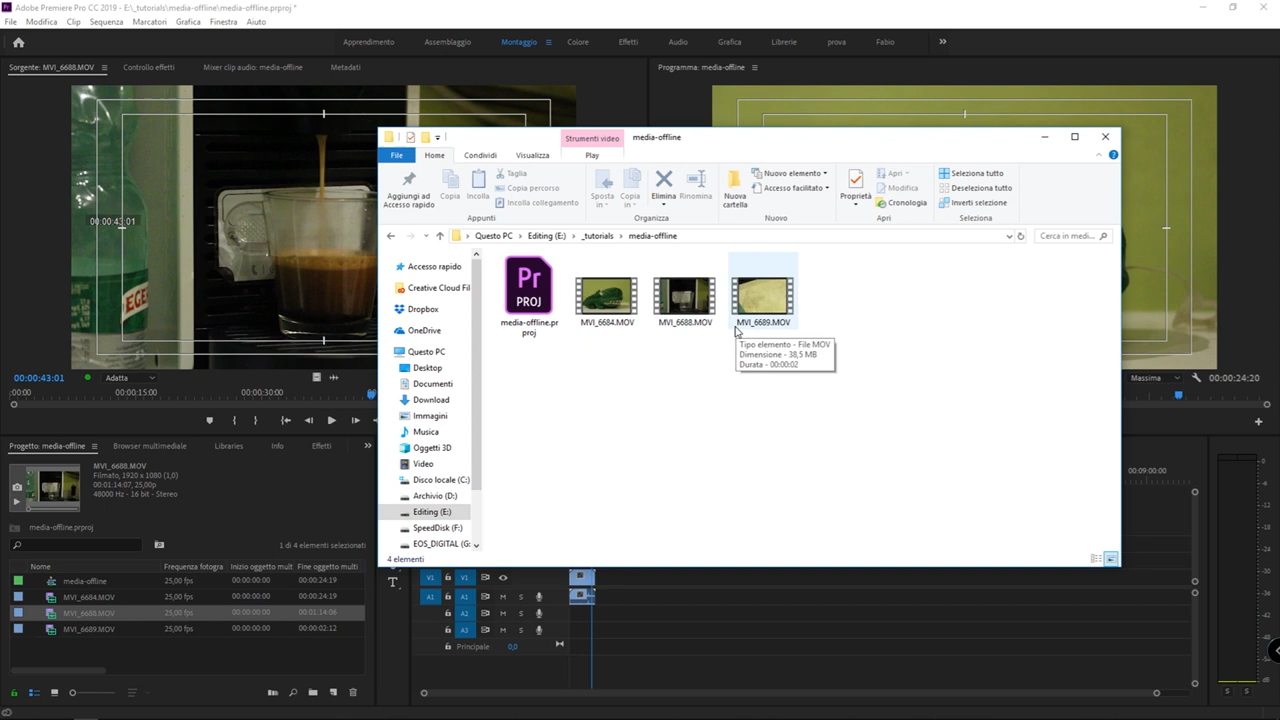 Adobe Premiere Pro CC 2019 - E:\_tutorials\media-offline\media-offline.prproj *
File Modifica Clip Sequenza Marcatori Grafica Finestra Aiuto
Apprendimento Assemblaggio Montaggio Colore Effetti Audio Grafica Librerie prova Fabio
Sorgente: MVI_6688.MOV Controllo effetti Mixer clip audio: media-offline Metadati
Programma: media-offline
00:00:43:01
Strumenti video media-offline
File Home Condividi Visualizza Play
Aggiungi ad Accesso rapido
Copia
Incolla
Taglia
Copia percorso
Incolla collegamento
Appunti
Sposta in
Copia in
Elimina
Rinomina
Organizza
Nuova cartella
Nuovo elemento
Accesso facilitato
Nuovo
Proprietà
Apri
Modifica
Cronologia
Apri
Seleziona tutto
Deseleziona tutto
Inverti selezione
Seleziona
Questo PC > Editing (E:) > _tutorials > media-offline
Cerca in medi...
Accesso rapido
Creative Cloud Fil
Dropbox
OneDrive
Questo PC
Desktop
Documenti
Download
Immagini
Musica
Oggetti 3D
Video
Disco locale (C:)
Archivio (D:)
Editing (E:)
SpeedDisk (F:)
EOS_DIGITAL (G:
Pr
PROJ
media-offline.pr
proj
MVI_6684.MOV
MVI_6688.MOV
MVI_6689.MOV
Tipo elemento - File MOV
Dimensione - 38,5 MB
Durata - 00:00:02
4 elementi
00:00:43:01 Adatta
:00:00 00:00:15:00 00:00:30:00
Massima 00:00:24:20
00:09:00:00
Progetto: media-offline Browser multimediale Libraries Info Effetti
MVI_6688.MOV
Filmato, 1920 x 1080 (1,0)
00:01:14:07, 25,00p
48000 Hz - 16 bit - Stereo
media-offline.prproj
1 di 4 elementi selezionati
Nome Frequenza fotogra Inizio oggetto mult Fine oggetto multi
media-offline 25,00 fps 00:00:00:00 00:00:24:19
MVI_6684.MOV 25,00 fps 00:00:00:00 00:00:24:19
MVI_6688.MOV 25,00 fps 00:00:00:00 00:01:14:06
MVI_6689.MOV 25,00 fps 00:00:00:00 00:00:02:12
V1 V1
A1 A1 M S
A2 M S
A3 M S
Principale 0,0
S S